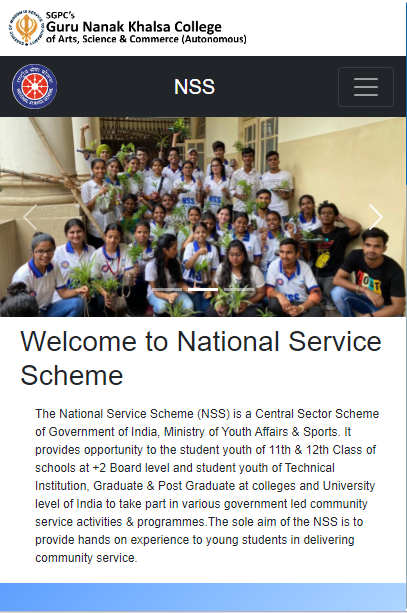 SGPC's
Guru Nanak Khalsa College
of Arts, Science & Commerce (Autonomous)
NSS
NSS
NSS
Welcome to National Service
Scheme
The National Service Scheme (NSS) is a Central Sector Scheme
of Government of India, Ministry of Youth Affairs & Sports. It
provides opportunity to the student youth of 11th & 12th Class of
schools at +2 Board level and student youth of Technical
Institution, Graduate & Post Graduate at colleges and University
level of India to take part in various government led community
service activities & programmes.The sole aim of the NSS is to
provide hands on experience to young students in delivering
community service.